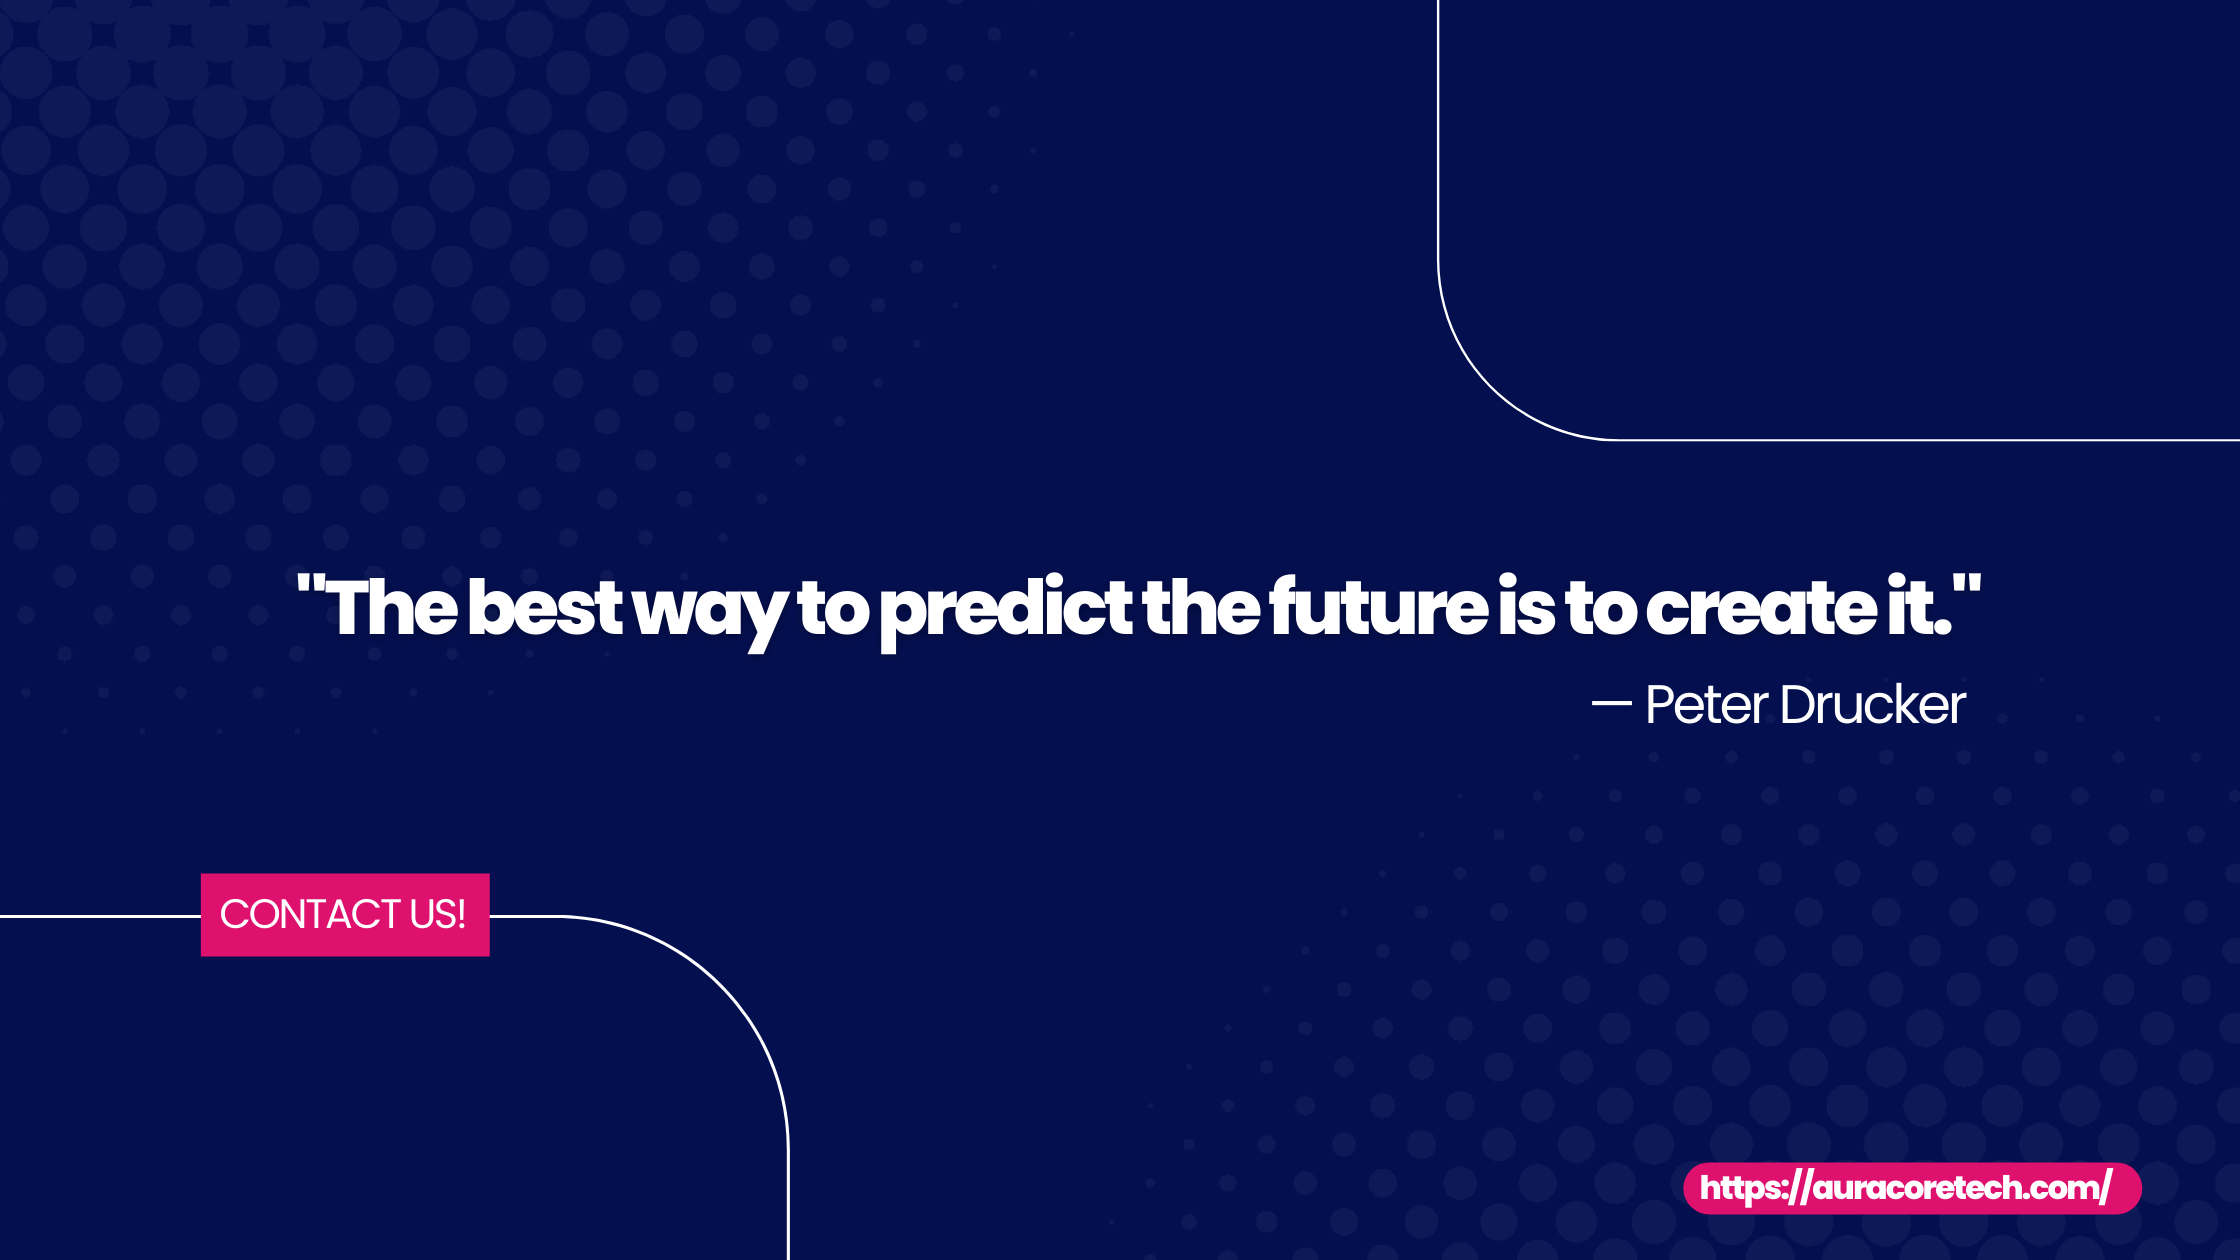 "The best way to predict the future is to create it."
— Peter Drucker
CONTACT US!
https://auracoretech.com/